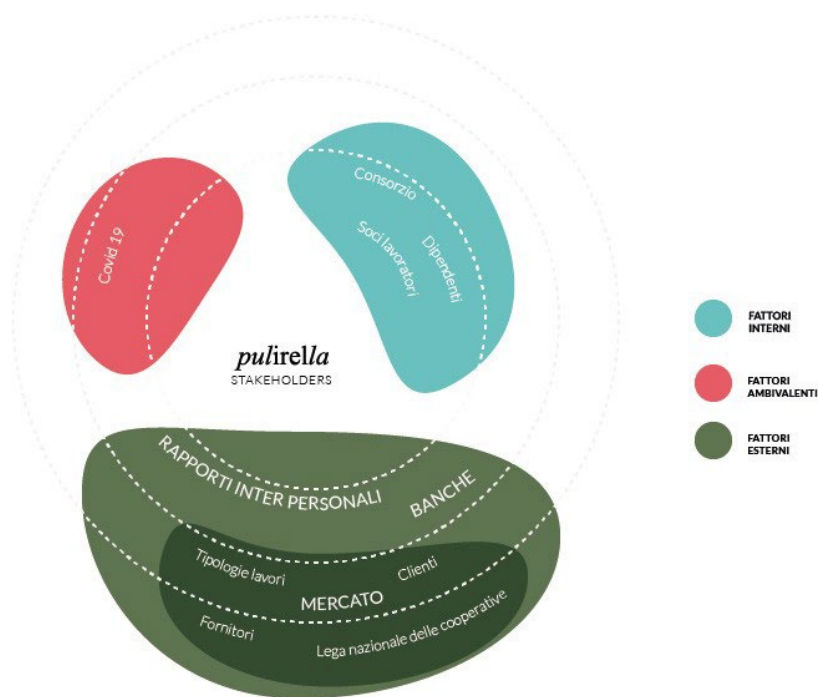 Consorzio
Soci lavoratori
Dipendenti
Covid 19
pulirella
STAKEHOLDERS
FATTORI
INTERNI
FATTORI
AMBIVALENTI
FATTORI
ESTERNI
RAPPORTI INTER PERSONALI
BANCHE
Tipologie lavori
Clienti
MERCATO
Fornitori
Lega nazionale delle cooperative